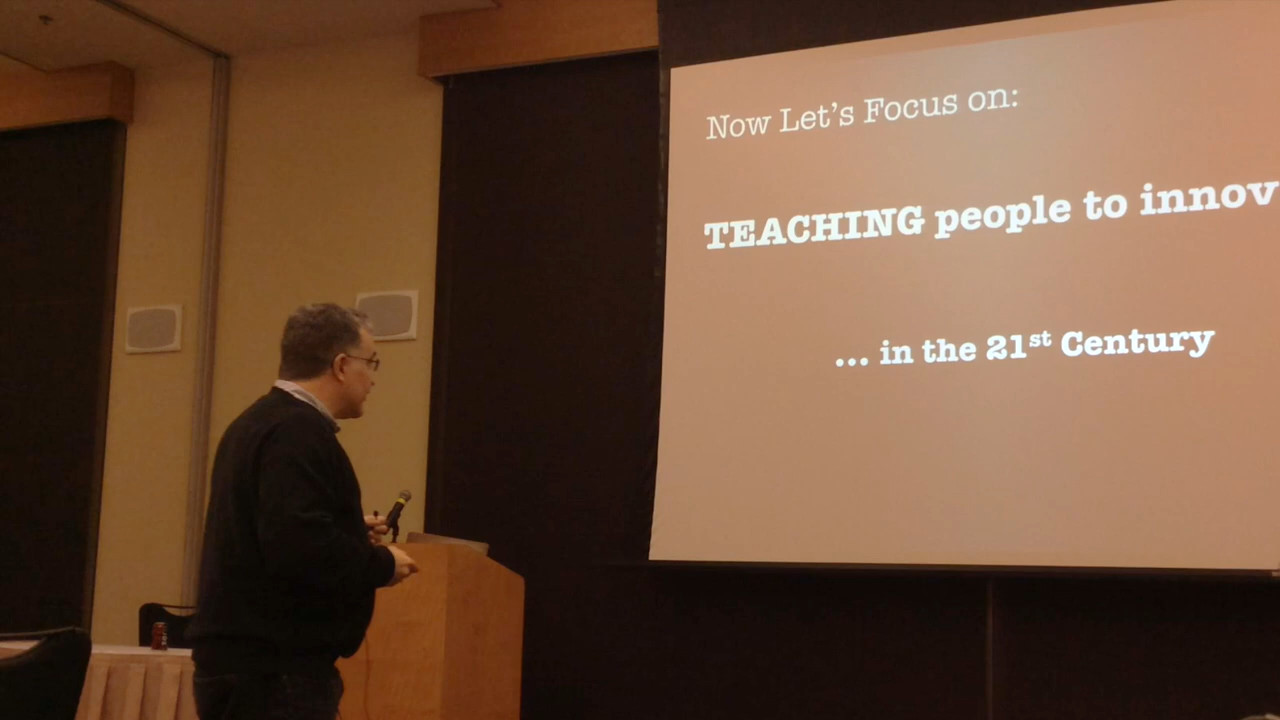 Now Let's Focus on:
TEACHING people to innov
... in the 21st Century